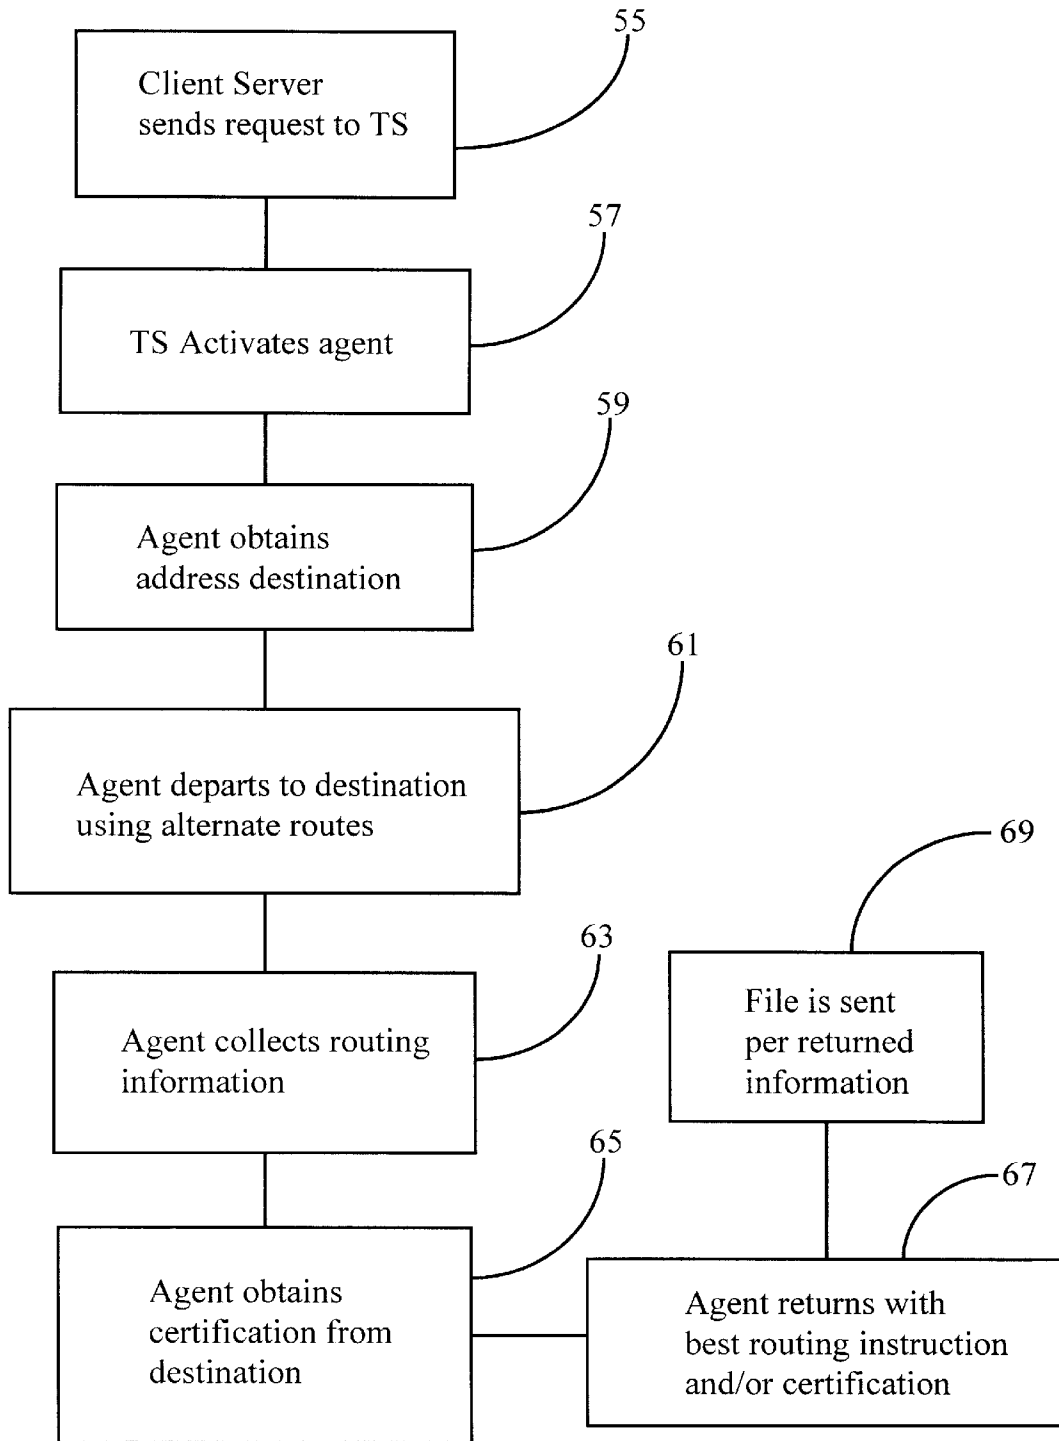 55
Client Server
sends request to TS
57
TS Activates agent
59
Agent obtains
address destination
61
Agent departs to destination
using alternate routes
63
Agent collects routing
information
65
Agent obtains
certification from
destination
67
Agent returns with
best routing instruction
and/or certification
69
File is sent
per returned
information